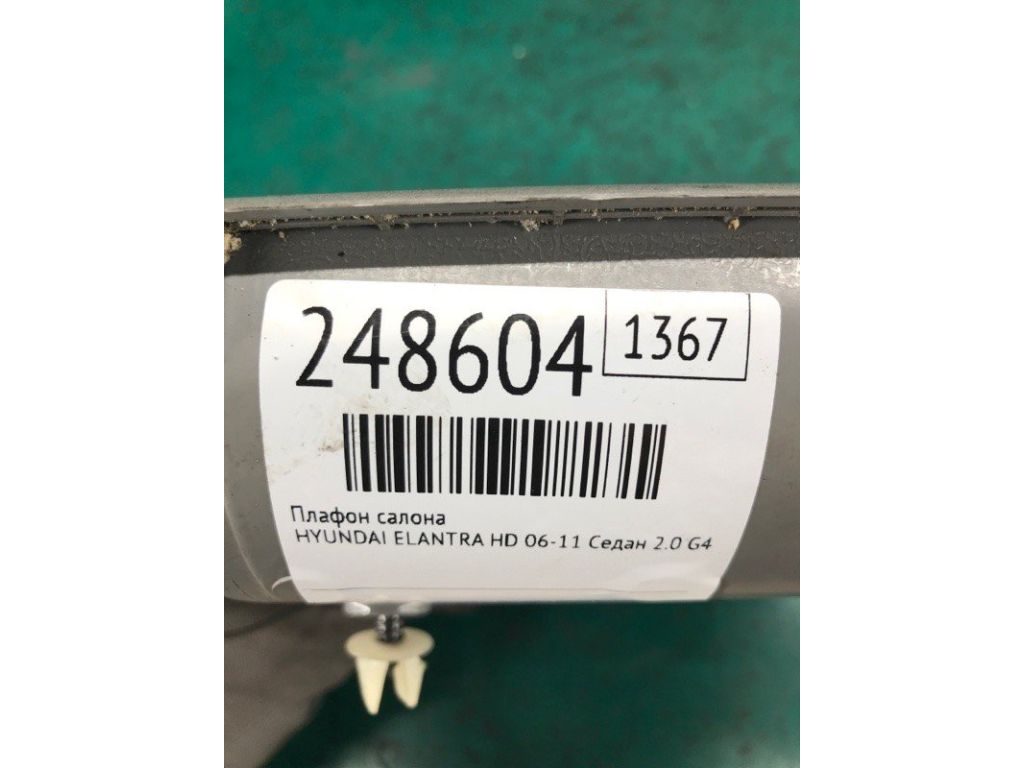 248604
1367
Плафон салона
HYUNDAI ELANTRA HD 06-11 Седан 2.0 G4